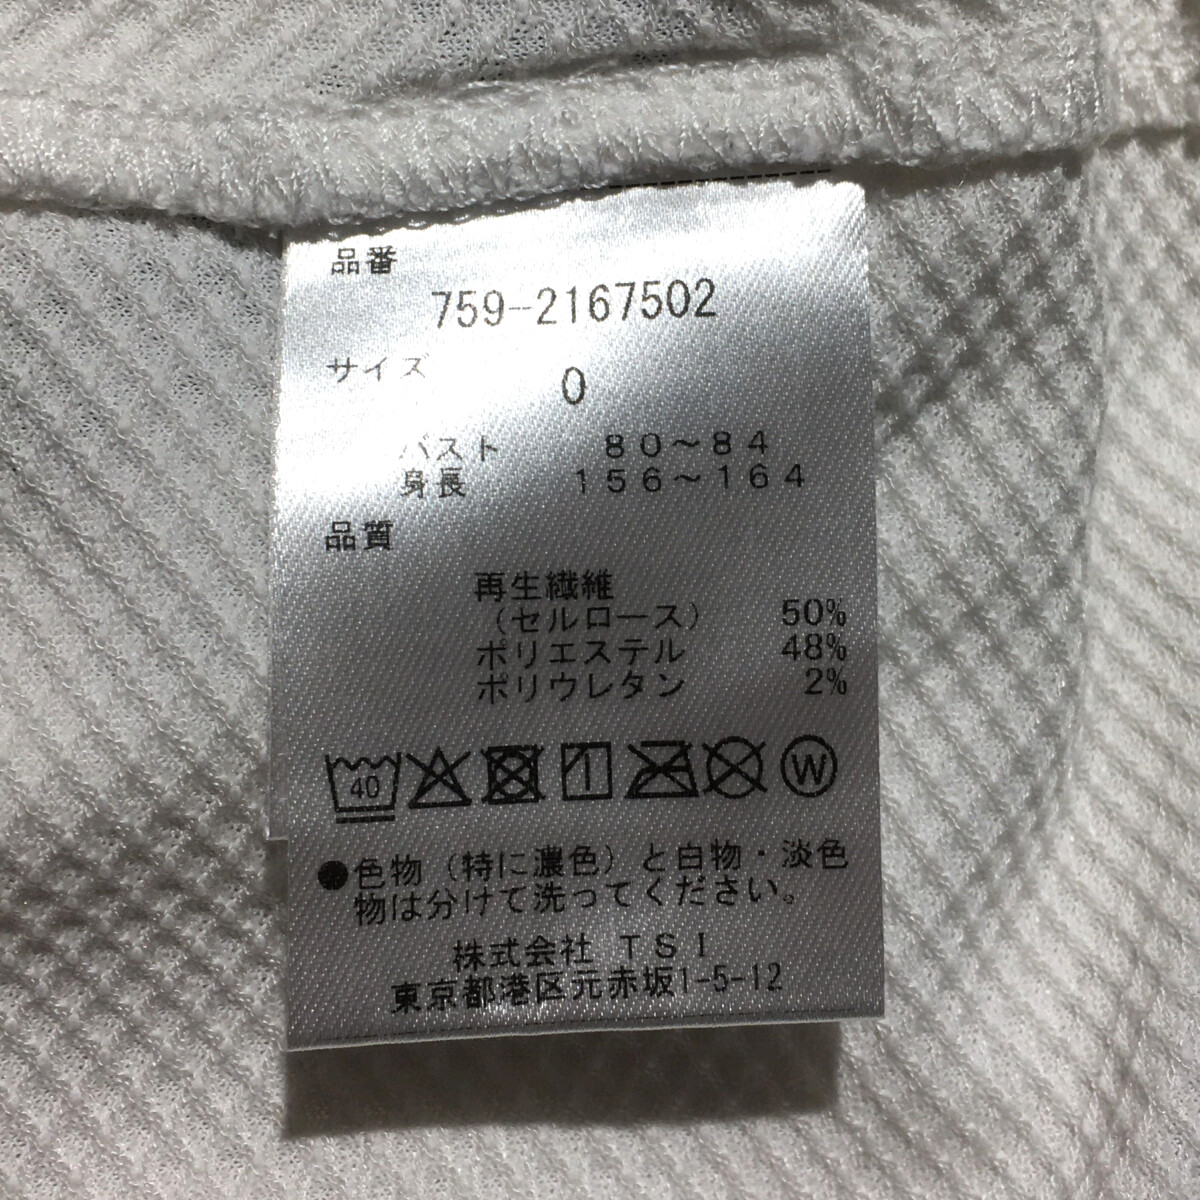 品番
759-2167502
サイズ
0
バスト 80～84
身長 156～164
品質
再生繊維
（セルロース） 50%
ポリエステル 48%
ポリウレタン 2%
40 W
●色物（特に濃色）と白物・淡色
物は分けて洗ってください。
株式会社 TSI
東京都港区元赤坂1-5-12